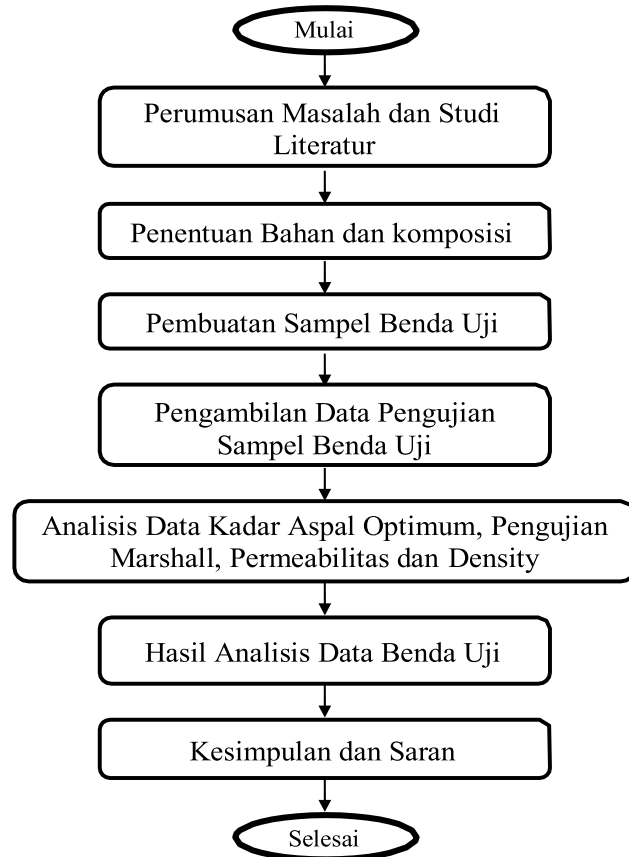 Mulai
Perumusan Masalah dan Studi
Literatur
Penentuan Bahan dan komposisi
Pembuatan Sampel Benda Uji
Pengambilan Data Pengujian
Sampel Benda Uji
Analisis Data Kadar Aspal Optimum, Pengujian
Marshall, Permeabilitas dan Density
Hasil Analisis Data Benda Uji
Kesimpulan dan Saran
Selesai